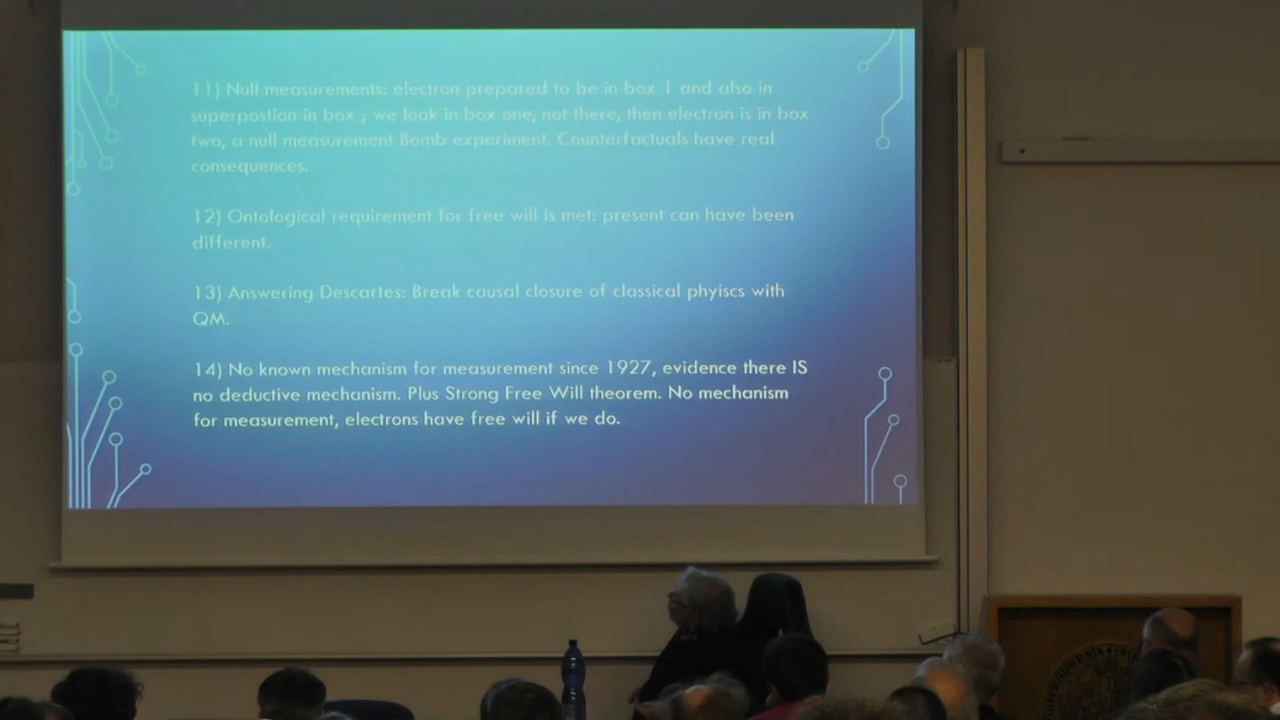 11) Null measurements: electron prepared to be in box 1 and also in
superpostion in box ; we look in box one, not there, then electron is in box
two, a null measurement Bomb experiment. Counterfactuals have real
consequences.
12) Ontological requirement for free will is met: present can have been
different.
13) Answering Descartes: Break causal closure of classical phyiscs with
QM.
14) No known mechanism for measurement since 1927, evidence there IS
no deductive mechanism. Plus Strong Free Will theorem. No mechanism
for measurement, electrons have free will if we do.